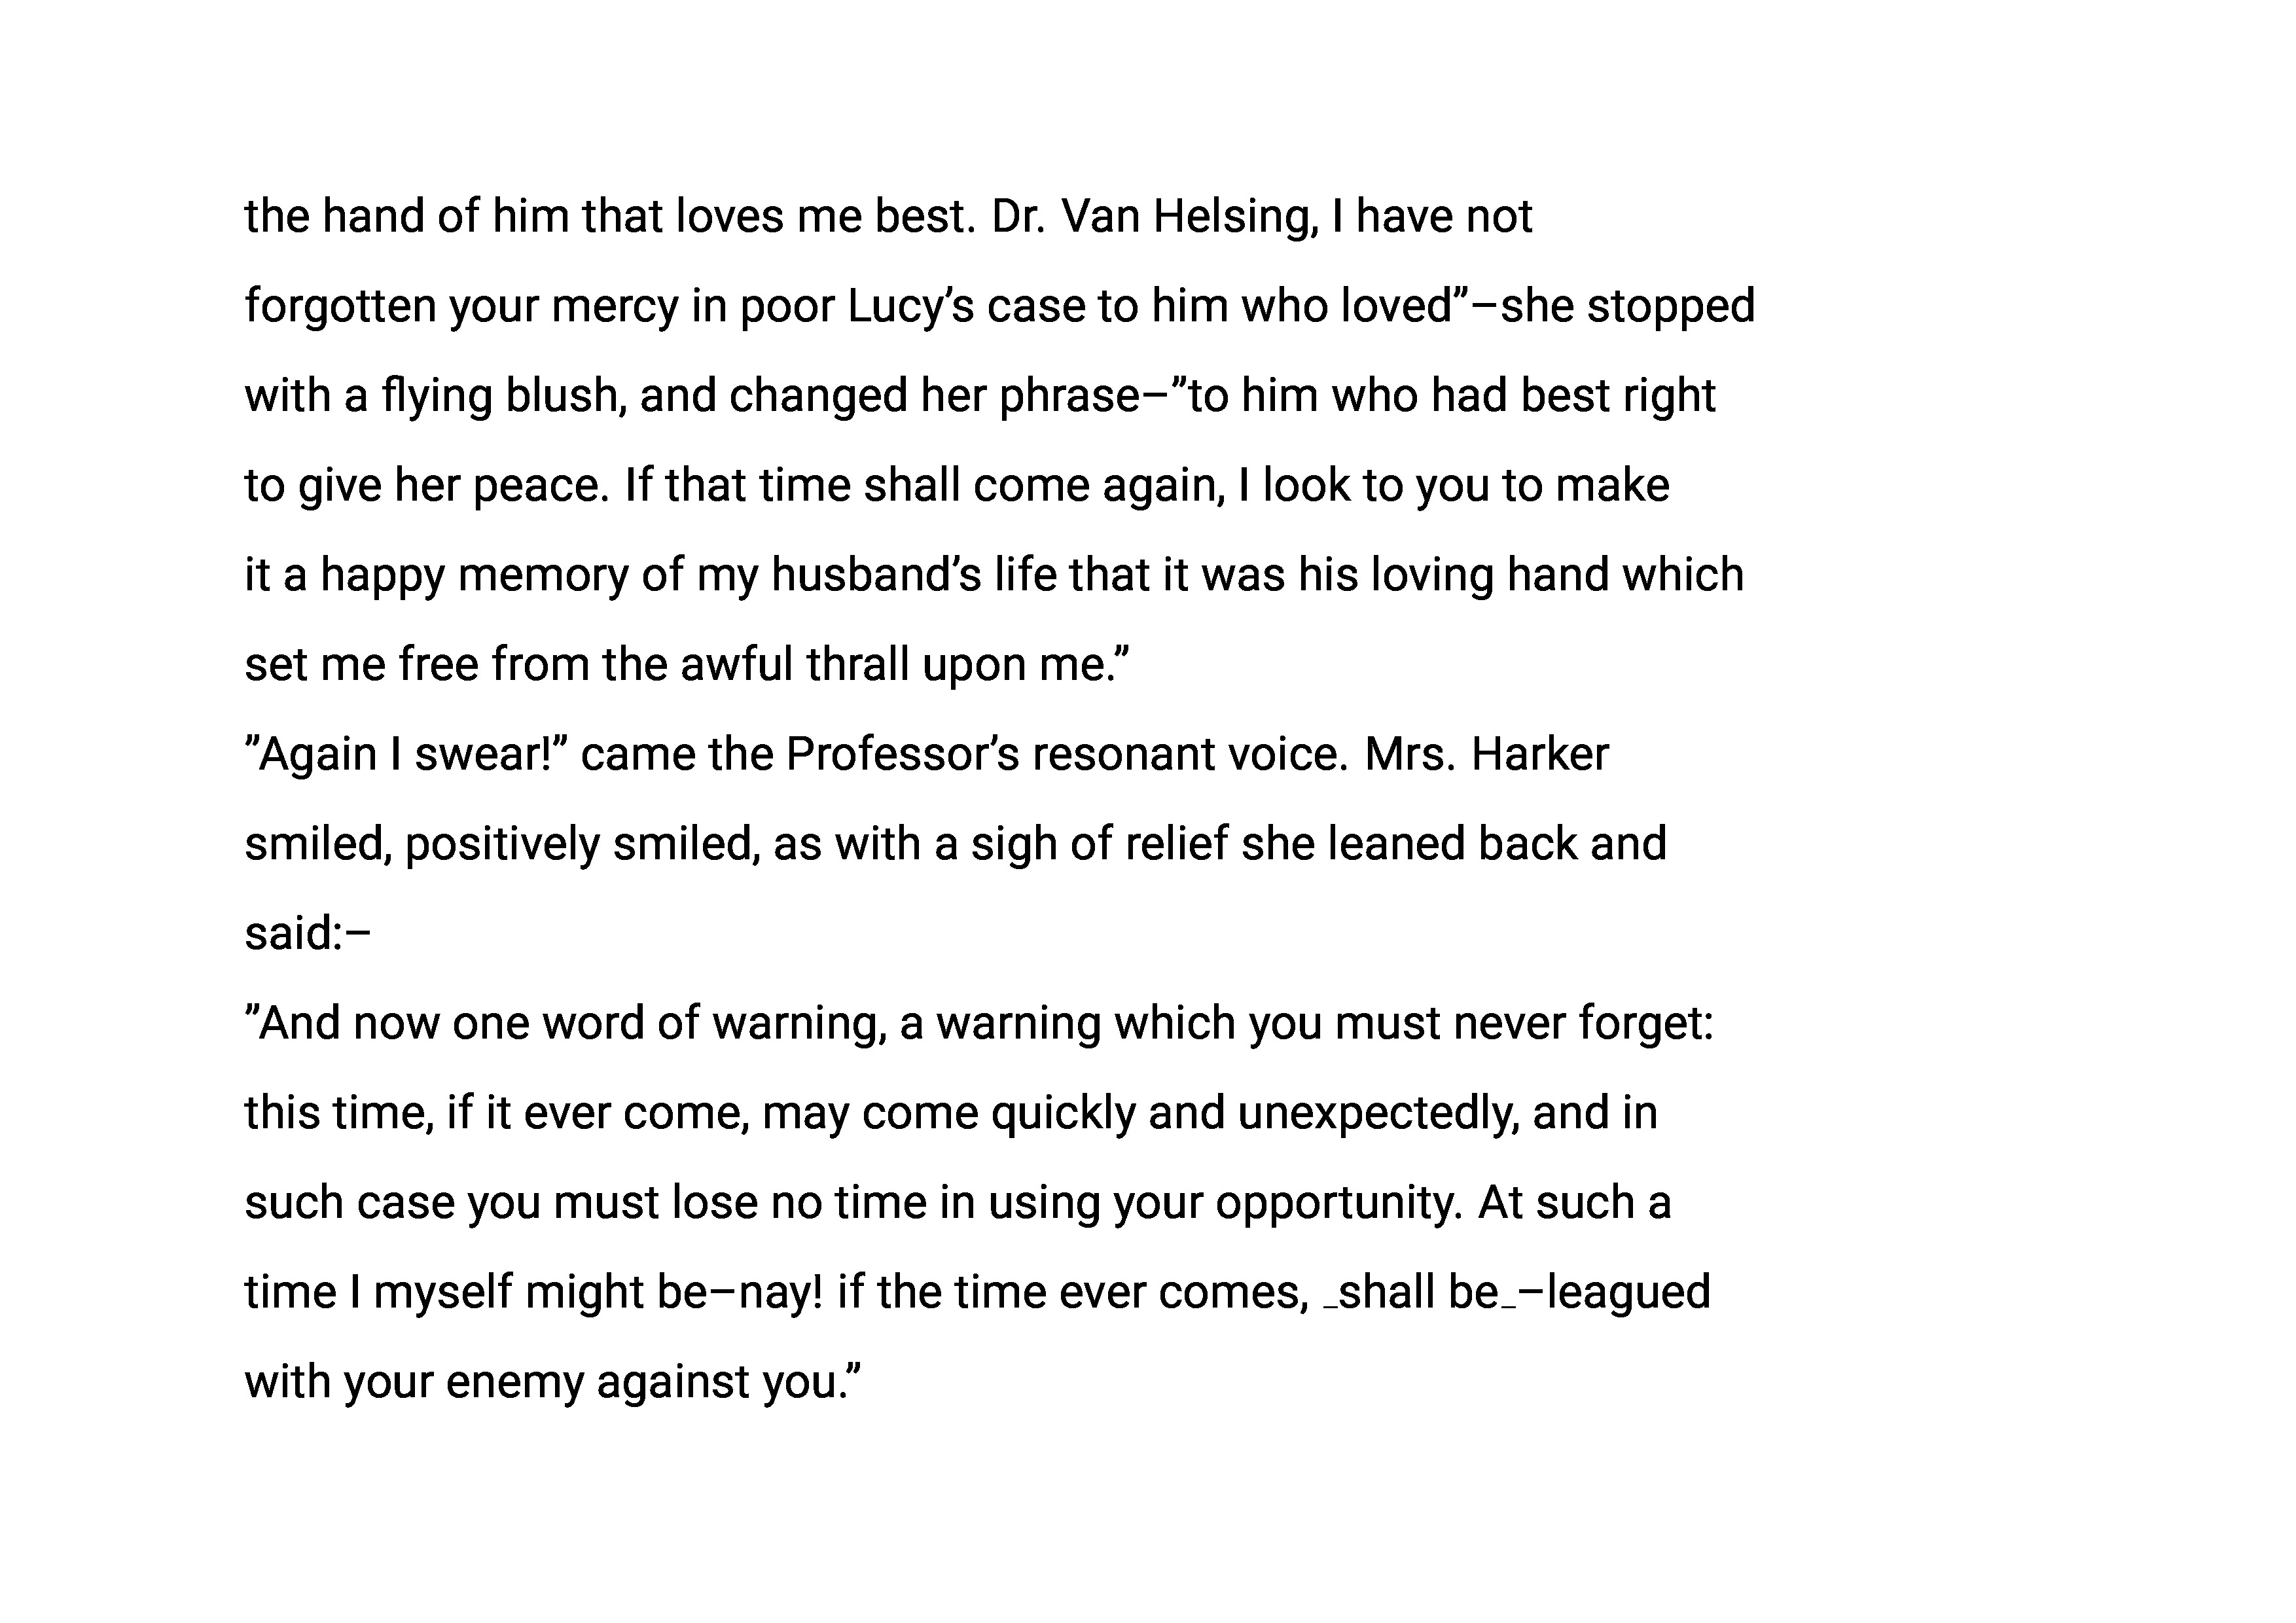 the hand of him that loves me best. Dr. Van Helsing, I have not
forgotten your mercy in poor Lucy’s case to him who loved”–she stopped
with a flying blush, and changed her phrase–”to him who had best right
to give her peace. If that time shall come again, I look to you to make
it a happy memory of my husband’s life that it was his loving hand which
set me free from the awful thrall upon me.”
”Again I swear!” came the Professor’s resonant voice. Mrs. Harker
smiled, positively smiled, as with a sigh of relief she leaned back and
said:–
”And now one word of warning, a warning which you must never forget:
this time, if it ever come, may come quickly and unexpectedly, and in
such case you must lose no time in using your opportunity. At such a
time I myself might be–nay! if the time ever comes, _shall be_–leagued
with your enemy against you.”